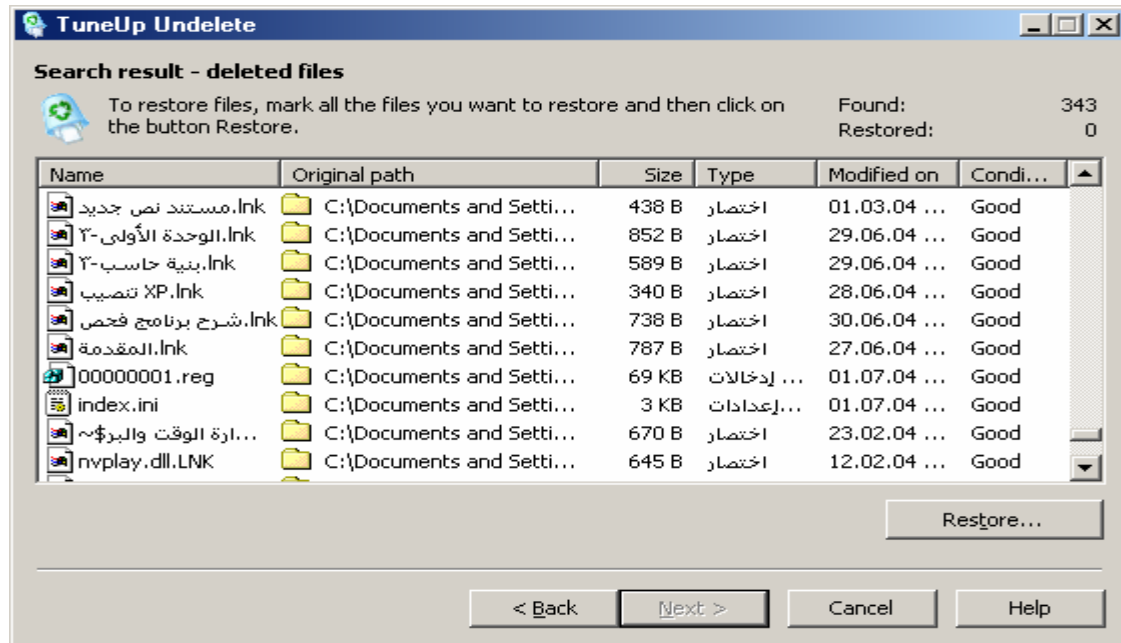 TuneUp Undelete
Search result - deleted files
To restore files, mark all the files you want to restore and then click on
the button Restore.
Found: 343
Restored: 0
Name Original path Size Type Modified on Condi...
مستند نص جديد.lnk C:\Documents and Setti... 438 B اختصار 01.03.04 ... Good
الوحدة الأولى-٣.lnk C:\Documents and Setti... 852 B اختصار 29.06.04 ... Good
بنية حاسب-٣.lnk C:\Documents and Setti... 589 B اختصار 29.06.04 ... Good
تنصيب XP.lnk C:\Documents and Setti... 340 B اختصار 28.06.04 ... Good
شرح برنامج فحص.lnk C:\Documents and Setti... 738 B اختصار 30.06.04 ... Good
المقدمة.lnk C:\Documents and Setti... 787 B اختصار 27.06.04 ... Good
00000001.reg C:\Documents and Setti... 69 KB إدخالات ... 01.07.04 ... Good
index.ini C:\Documents and Setti... 3 KB إعدادات... 01.07.04 ... Good
~$ارة الوقت والبر... C:\Documents and Setti... 670 B اختصار 23.02.04 ... Good
nvplay.dll.LNK C:\Documents and Setti... 645 B اختصار 12.02.04 ... Good
Restore...
< Back Next > Cancel Help